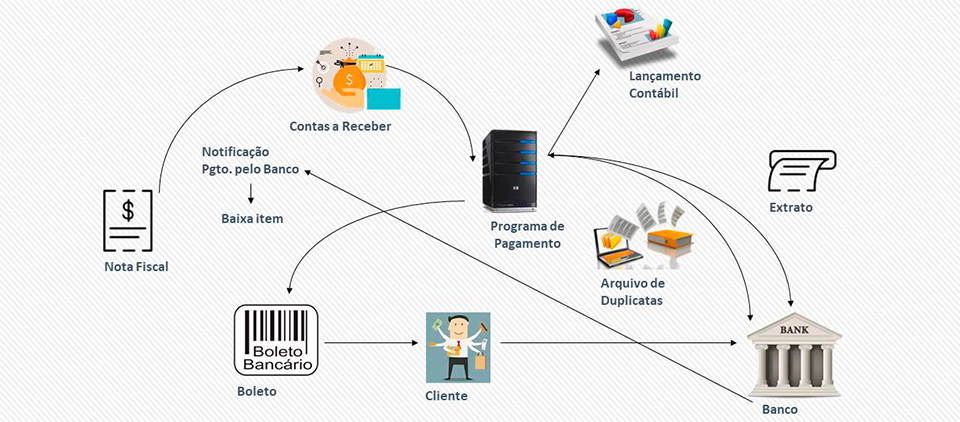 Lançamento
Contábil
Contas a Receber
Notificação
Pgto. pelo Banco
Baixa item
$
$
Nota Fiscal
Programa de
Pagamento
Extrato
Arquivo de
Duplicatas
Boleto
Bancário
Boleto
Cliente
BANK
Banco